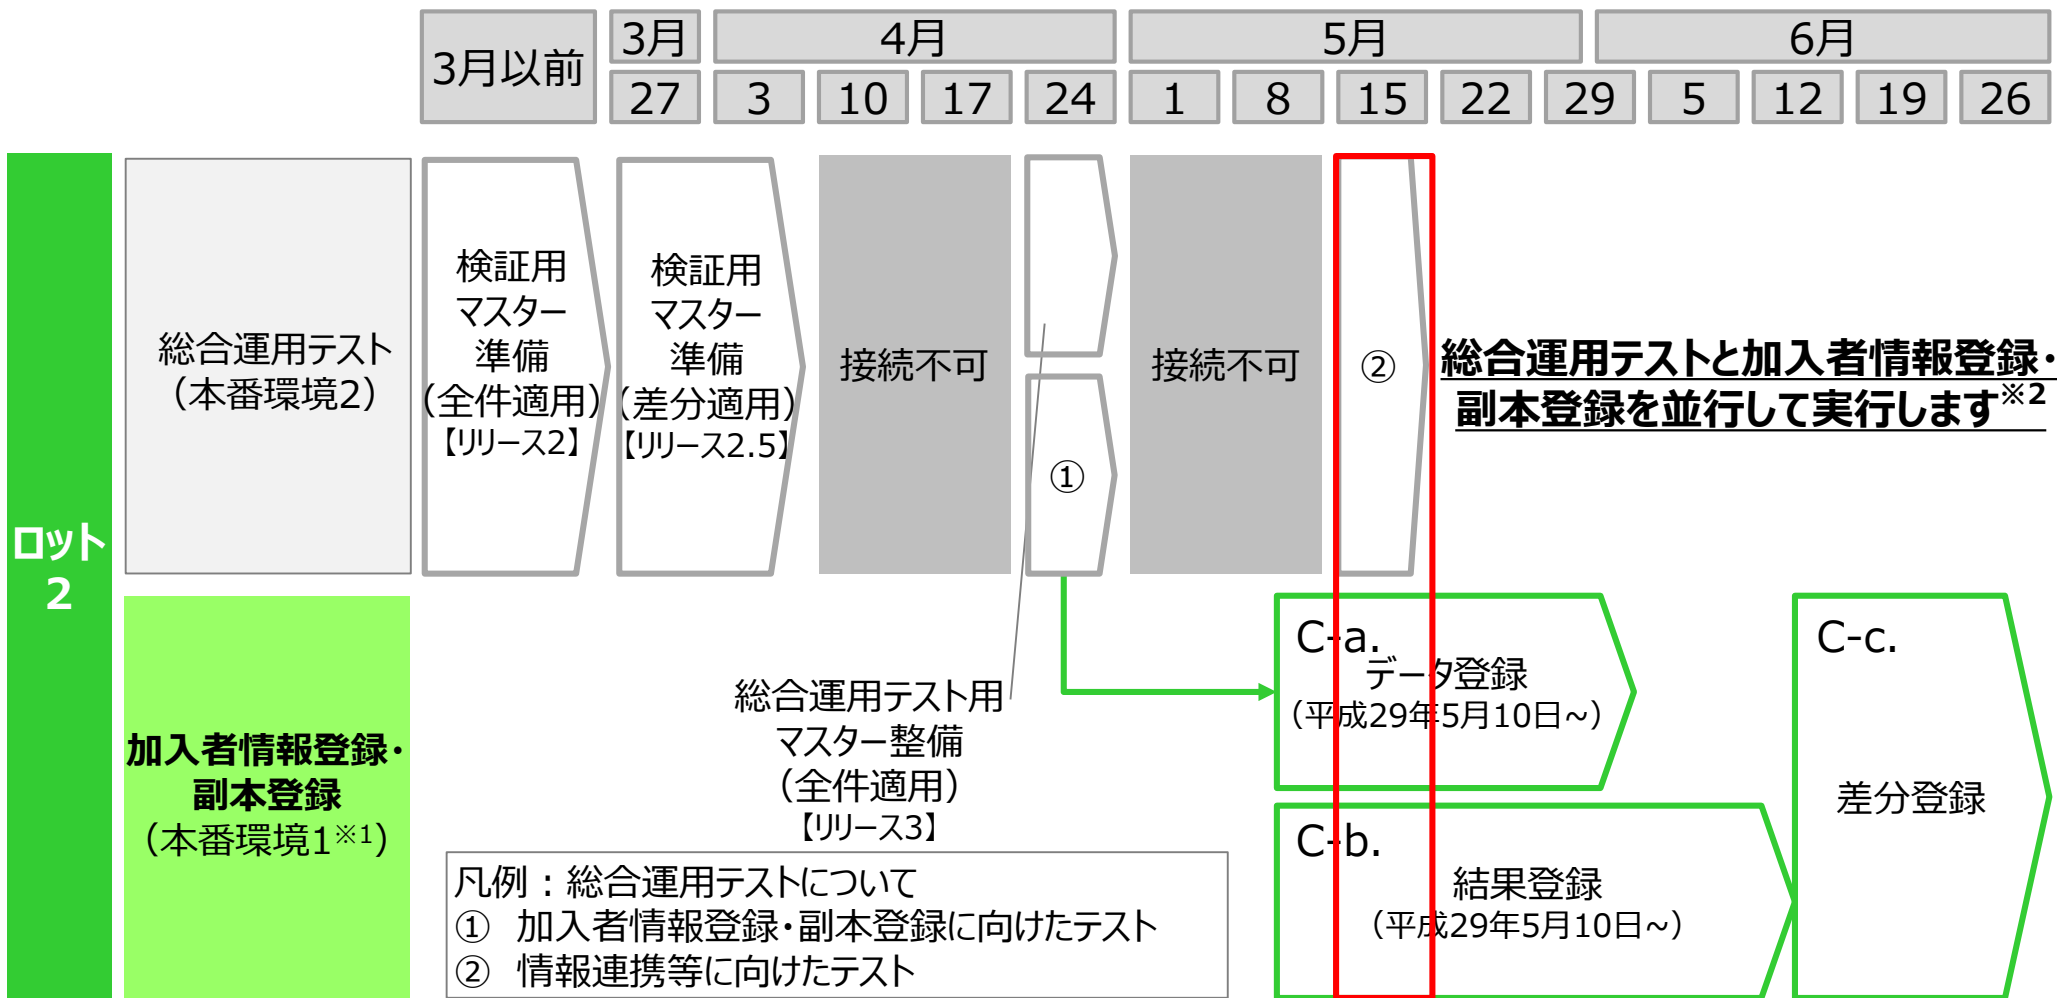 3月以前
3月
4月
5月
6月
27
3
10
17
24
1
8
15
22
29
5
12
19
26
ロット
2
総合運用テスト
（本番環境2）
検証用
マスター
準備
（全件適用）
【リリース2】
検証用
マスター
準備
（差分適用）
【リリース2.5】
接続不可
①
接続不可
②
総合運用テストと加入者情報登録・
副本登録を並行して実行します※2
加入者情報登録・
副本登録
（本番環境1※1）
総合運用テスト用
マスター整備
（全件適用）
【リリース3】
C-a.
データ登録
（平成29年5月10日~）
C-b.
結果登録
（平成29年5月10日~）
C-c.
差分登録
凡例：総合運用テストについて
① 加入者情報登録・副本登録に向けたテスト
② 情報連携等に向けたテスト